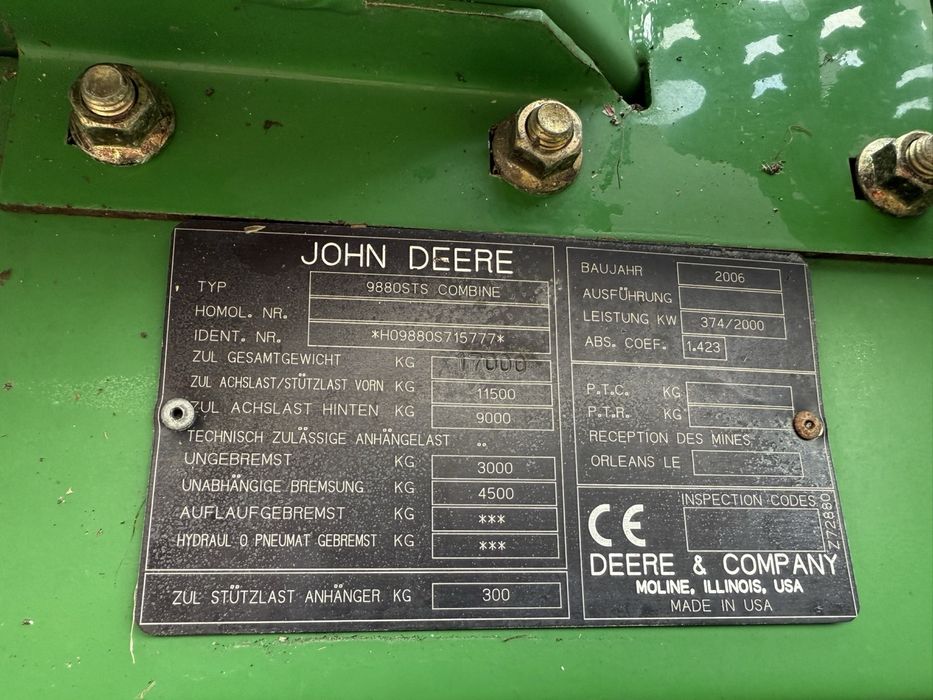 JOHN DEERE
TYP 9880STS COMBINE
HOMOL. NR.
IDENT. NR. *H09880S715777*
ZUL GESAMTGEWICHT KG 17000
ZUL ACHSLAST/STÜTZLAST VORN KG 11500
ZUL ACHSLAST HINTEN KG 9000
TECHNISCH ZULÄSSIGE ANHÄNGELAST ..
UNGEBREMST KG 3000
UNABHÄNGIGE BREMSUNG KG 4500
AUFLAUFGEBREMST KG ***
HYDRAUL O PNEUMAT GEBREMST KG ***
ZUL STÜTZLAST ANHÄNGER KG 300
BAUJAHR 2006
AUSFÜHRUNG
LEISTUNG KW 374/2000
ABS. COEF. 1.423
P.T.C. KG
P.T.R. KG
RECEPTION DES MINES
ORLEANS LE
CE
INSPECTION CODES
Z72880
DEERE & COMPANY
MOLINE, ILLINOIS, USA
MADE IN USA